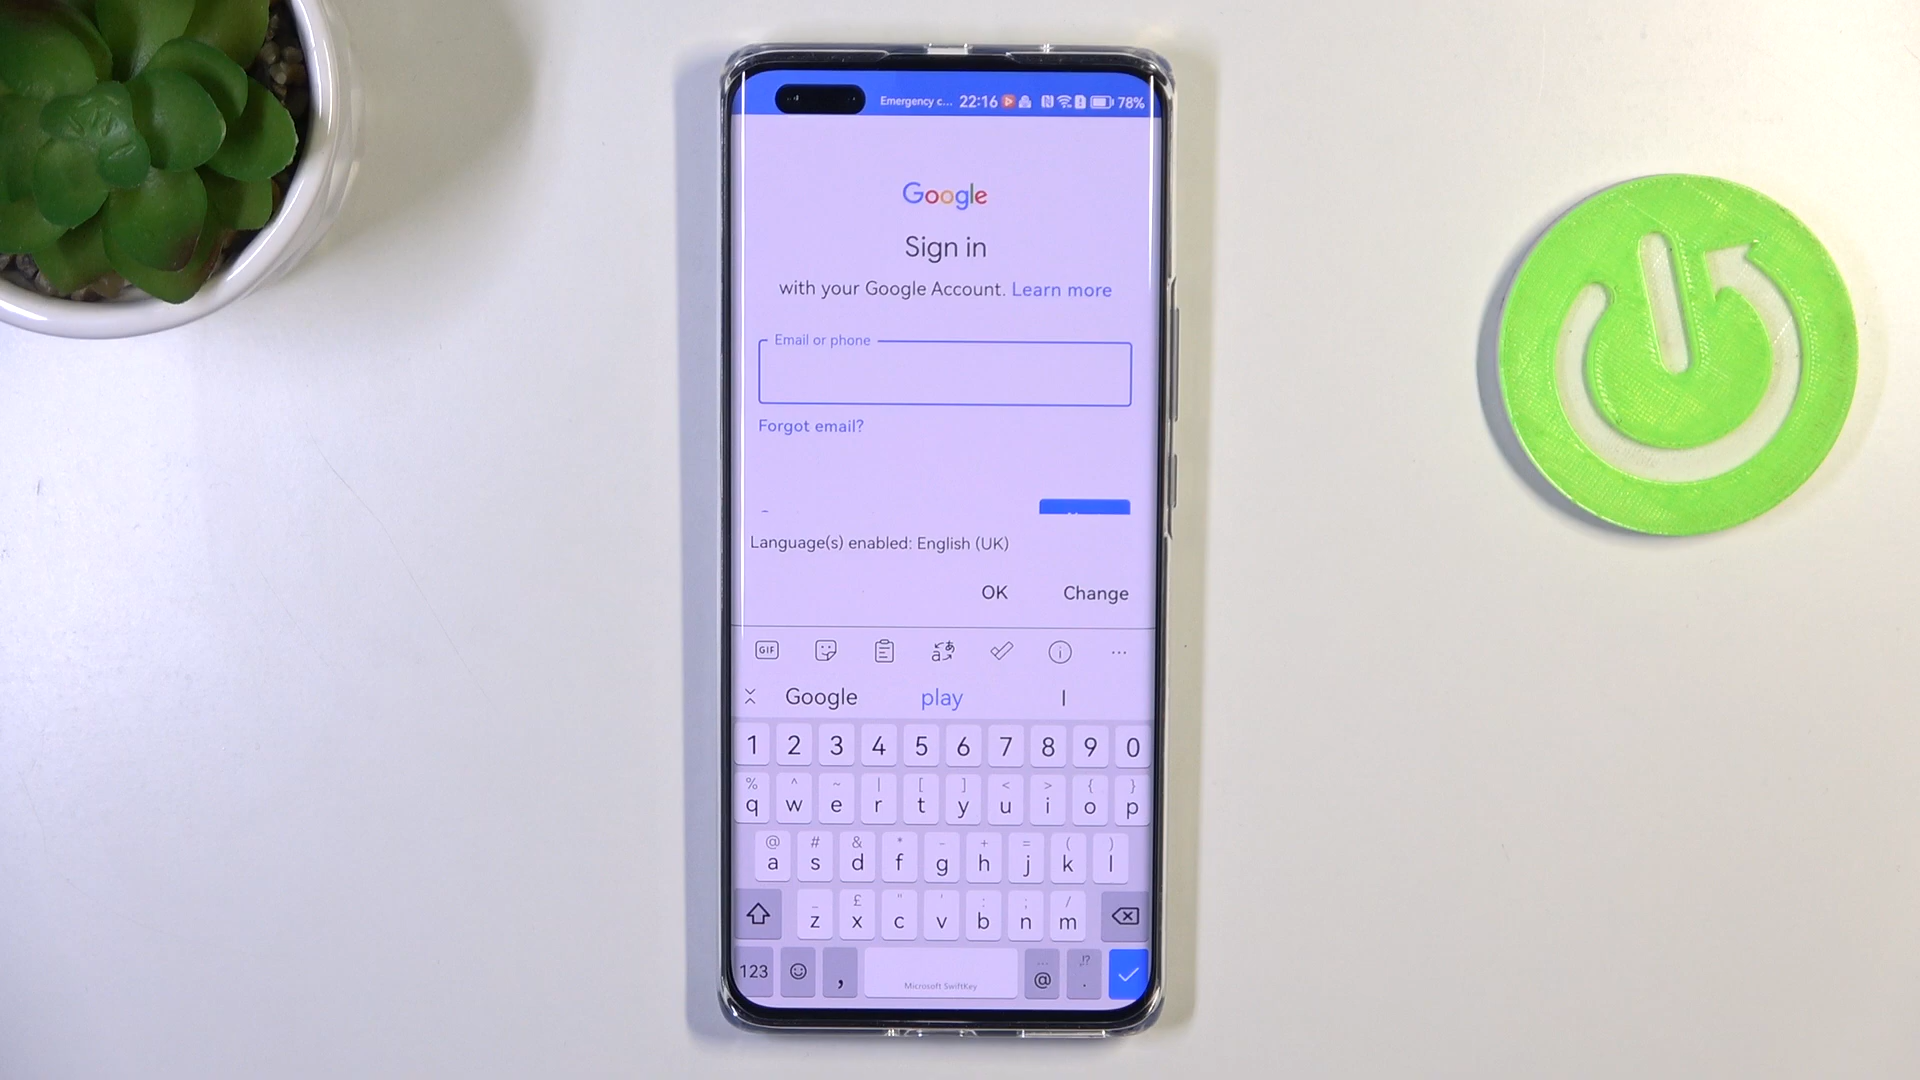 Emergency c... 22:16 78%
Google
Sign in
with your Google Account. Learn more
Email or phone
Forgot email?
Language(s) enabled: English (UK)
OK Change
GIF
Google play I
1 2 3 4 5 6 7 8 9 0
% ^ ~ | [ ] < > { }
q w e r t y u i o p
@ # & * - + = ( )
a s d f g h j k l
_ £ " ' : ; /
z x c v b n m
123 , @ .
... ,!?
Microsoft SwiftKey